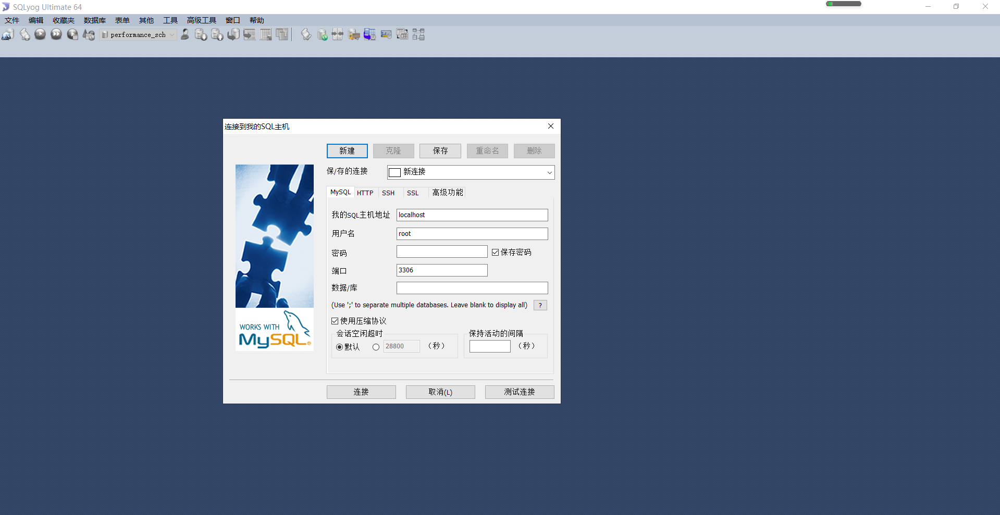 SQLyog Ultimate 64
文件 编辑 收藏夹 数据库 表单 其他 工具 高级工具 窗口 帮助
performance_sch
连接到我的SQL主机
新建 克隆 保存 重命名 删除
保/存的连接 新连接
MySQL HTTP SSH SSL 高级功能
我的SQL主机地址 localhost
用户名 root
密码 保存密码
端口 3306
数据/库
(Use ';' to separate multiple databases. Leave blank to display all) ?
使用压缩协议
会话空闲超时 保持活动的间隔
默认 28800 （秒） （秒）
WORKS WITH
MySQL®
连接 取消(L) 测试连接